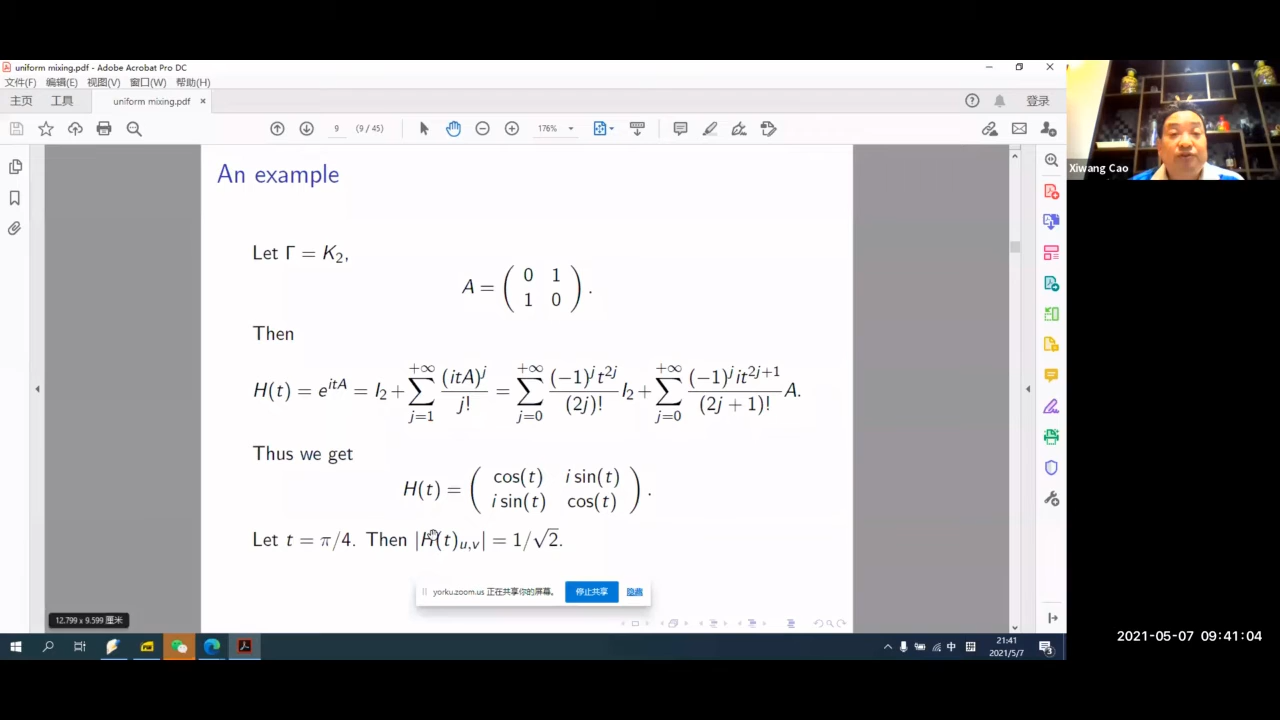 uniform mixing.pdf - Adobe Acrobat Pro DC
文件(F) 编辑(E) 视图(V) 窗口(W) 帮助(H)
主页 工具 uniform mixing.pdf × 登录
9 (9 / 45) 176%
An example
Let Γ = K₂,
A = ( 0 1
1 0 ).
Then
H(t) = e^{itA} = I₂ + ∑_{j=1}^{+∞} (itA)^j / j! = ∑_{j=0}^{+∞} (−1)^j t^{2j} / (2j)! I₂ + ∑_{j=0}^{+∞} (−1)^j it^{2j+1} / (2j + 1)! A.
Thus we get
H(t) = ( cos(t) i sin(t)
i sin(t) cos(t) ).
Let t = π/4. Then |H(t)_{u,v}| = 1/√2.
yorku.zoom.us 正在共享你的屏幕。 停止共享 隐藏
12.799 x 9.599 厘米
中 拼 21:41
2021/5/7
3
Xiwang Cao
2021-05-07 09:41:04